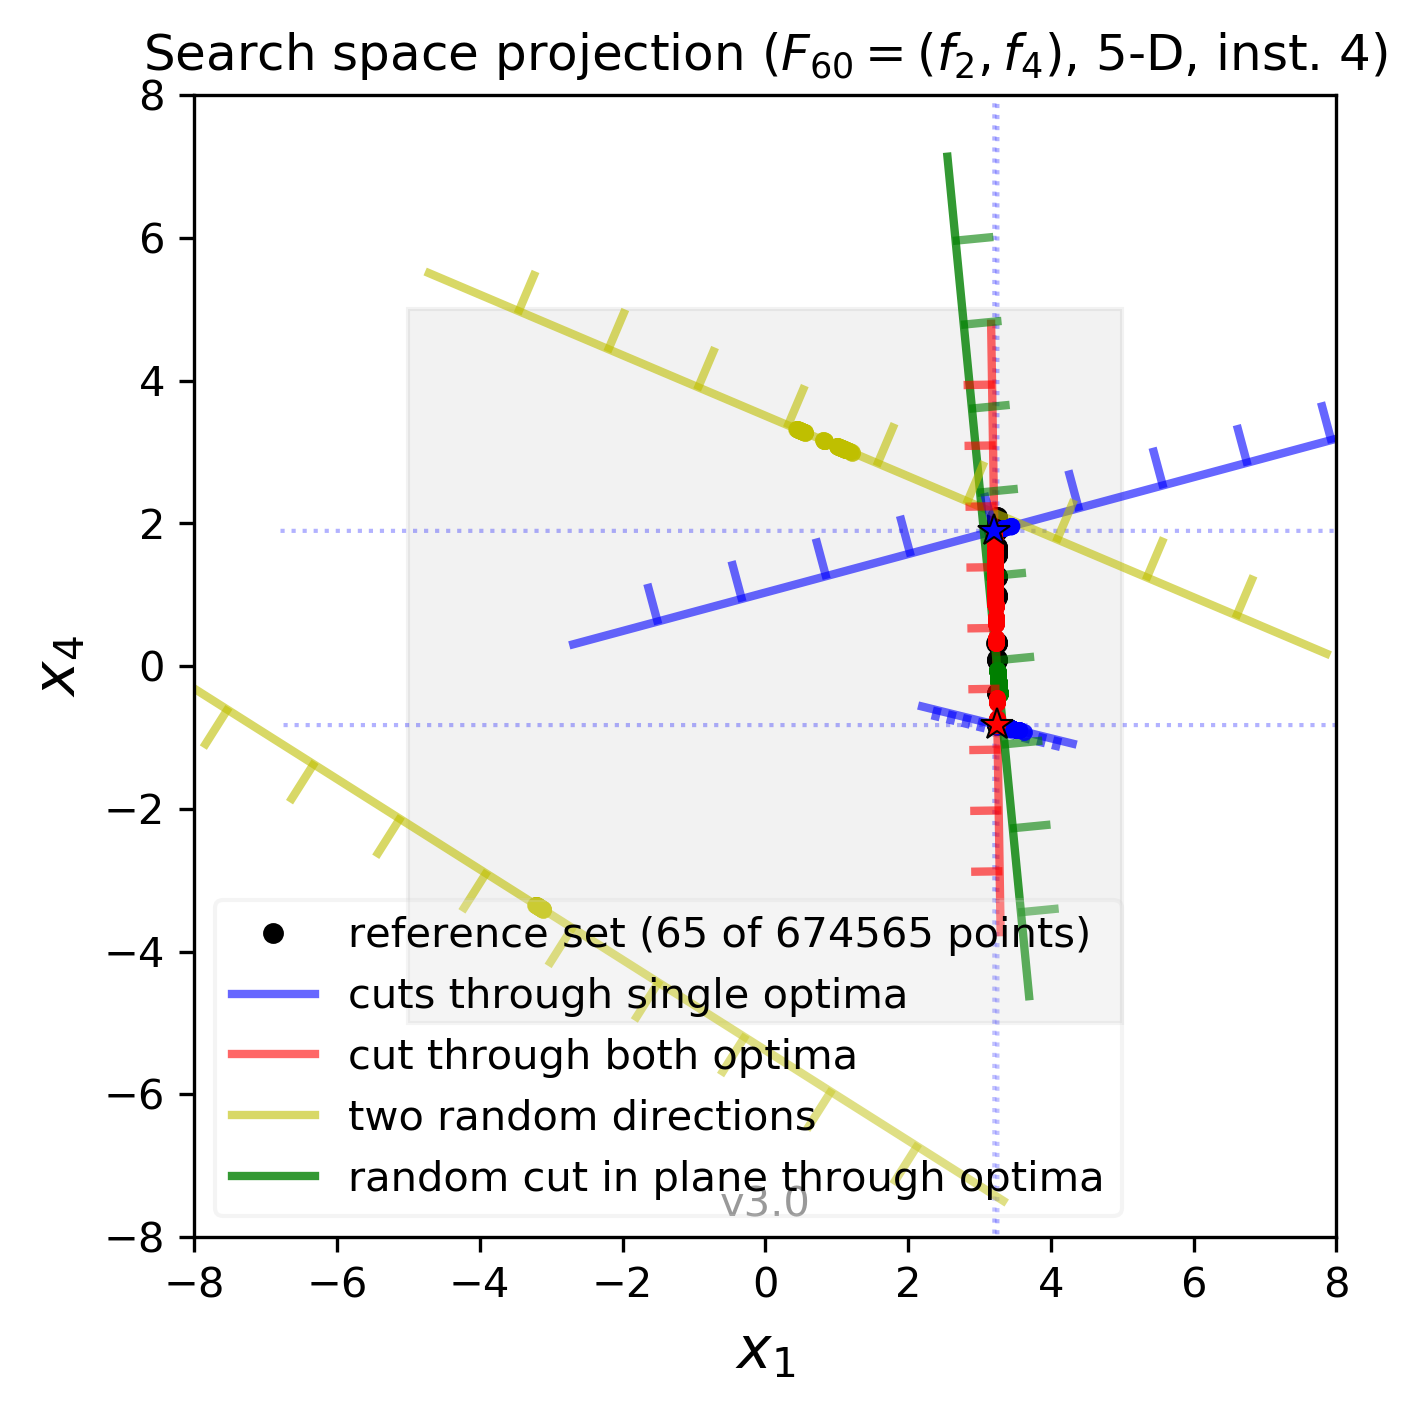 Search space projection (F60 = (f2, f4), 5-D, inst. 4)
8
6
4
2
0
−2
−4
−6
−8
x4
reference set (65 of 674565 points)
cuts through single optima
cut through both optima
two random directions
random cut in plane through optima
v3.0
−8 −6 −4 −2 0 2 4 6 8
x1